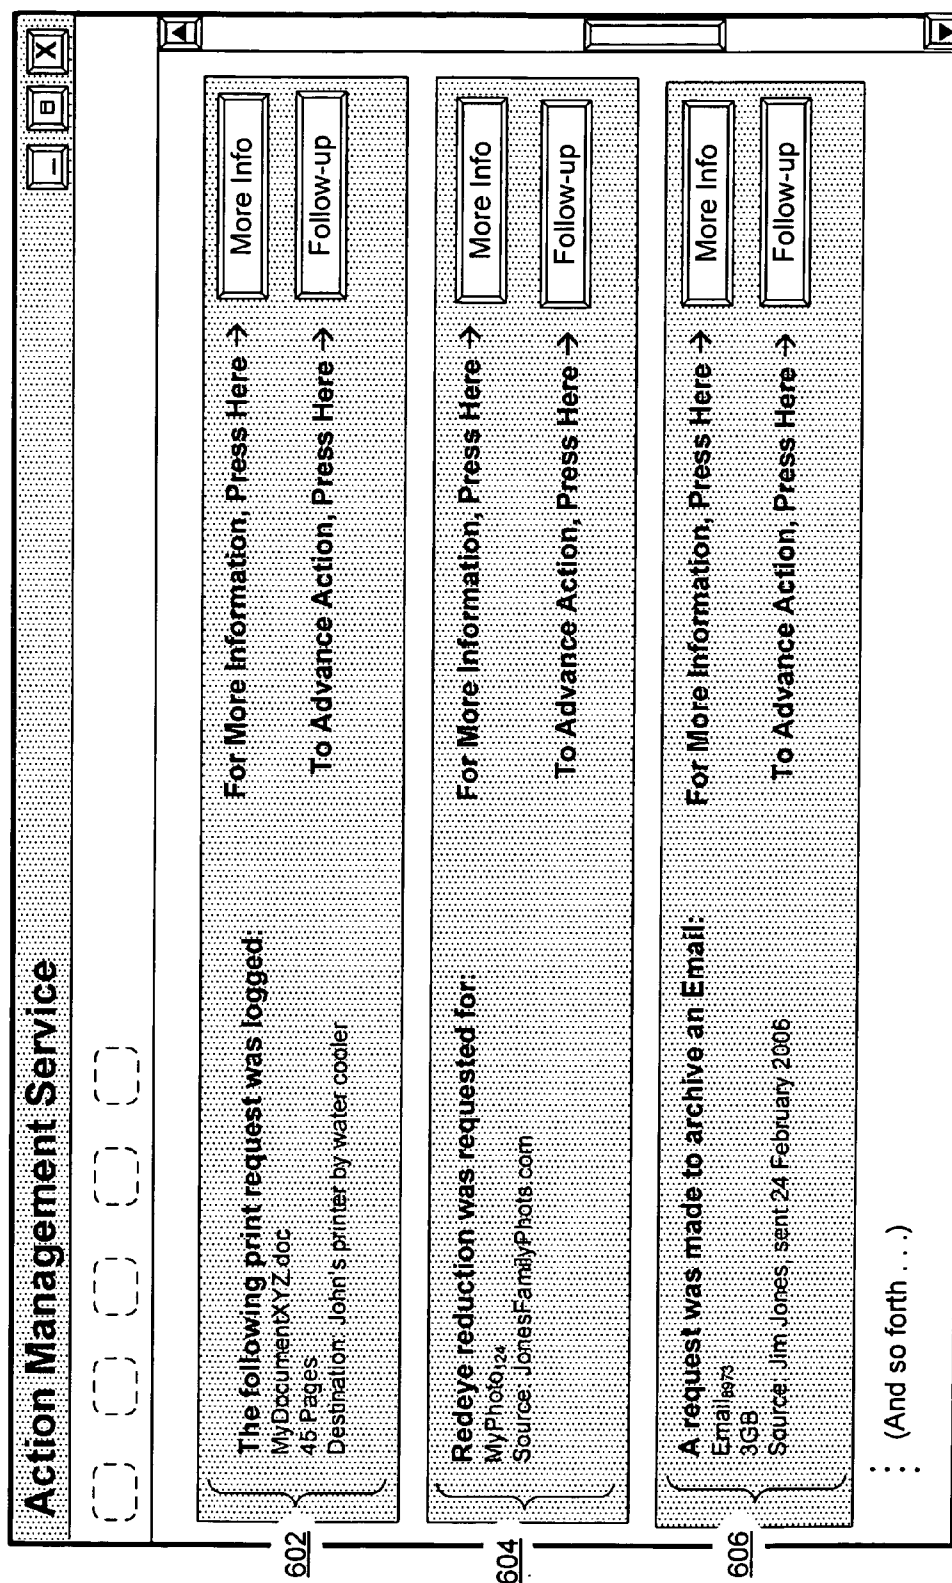 Action Management Service
X
602
The following print request was logged:
MyDocumentXYZ.doc
45 Pages
Destination: John's printer by water cooler
For More Information, Press Here →
More Info
To Advance Action, Press Here →
Follow-up
604
Redeye reduction was requested for:
MyPhoto124
Source: JonesFamilyPhots.com
For More Information, Press Here →
More Info
To Advance Action, Press Here →
Follow-up
606
A request was made to archive an Email:
Email8973
3GB
Source: Jim Jones sent 24 February 2006
For More Information, Press Here →
More Info
To Advance Action, Press Here →
Follow-up
(And so forth . . .)